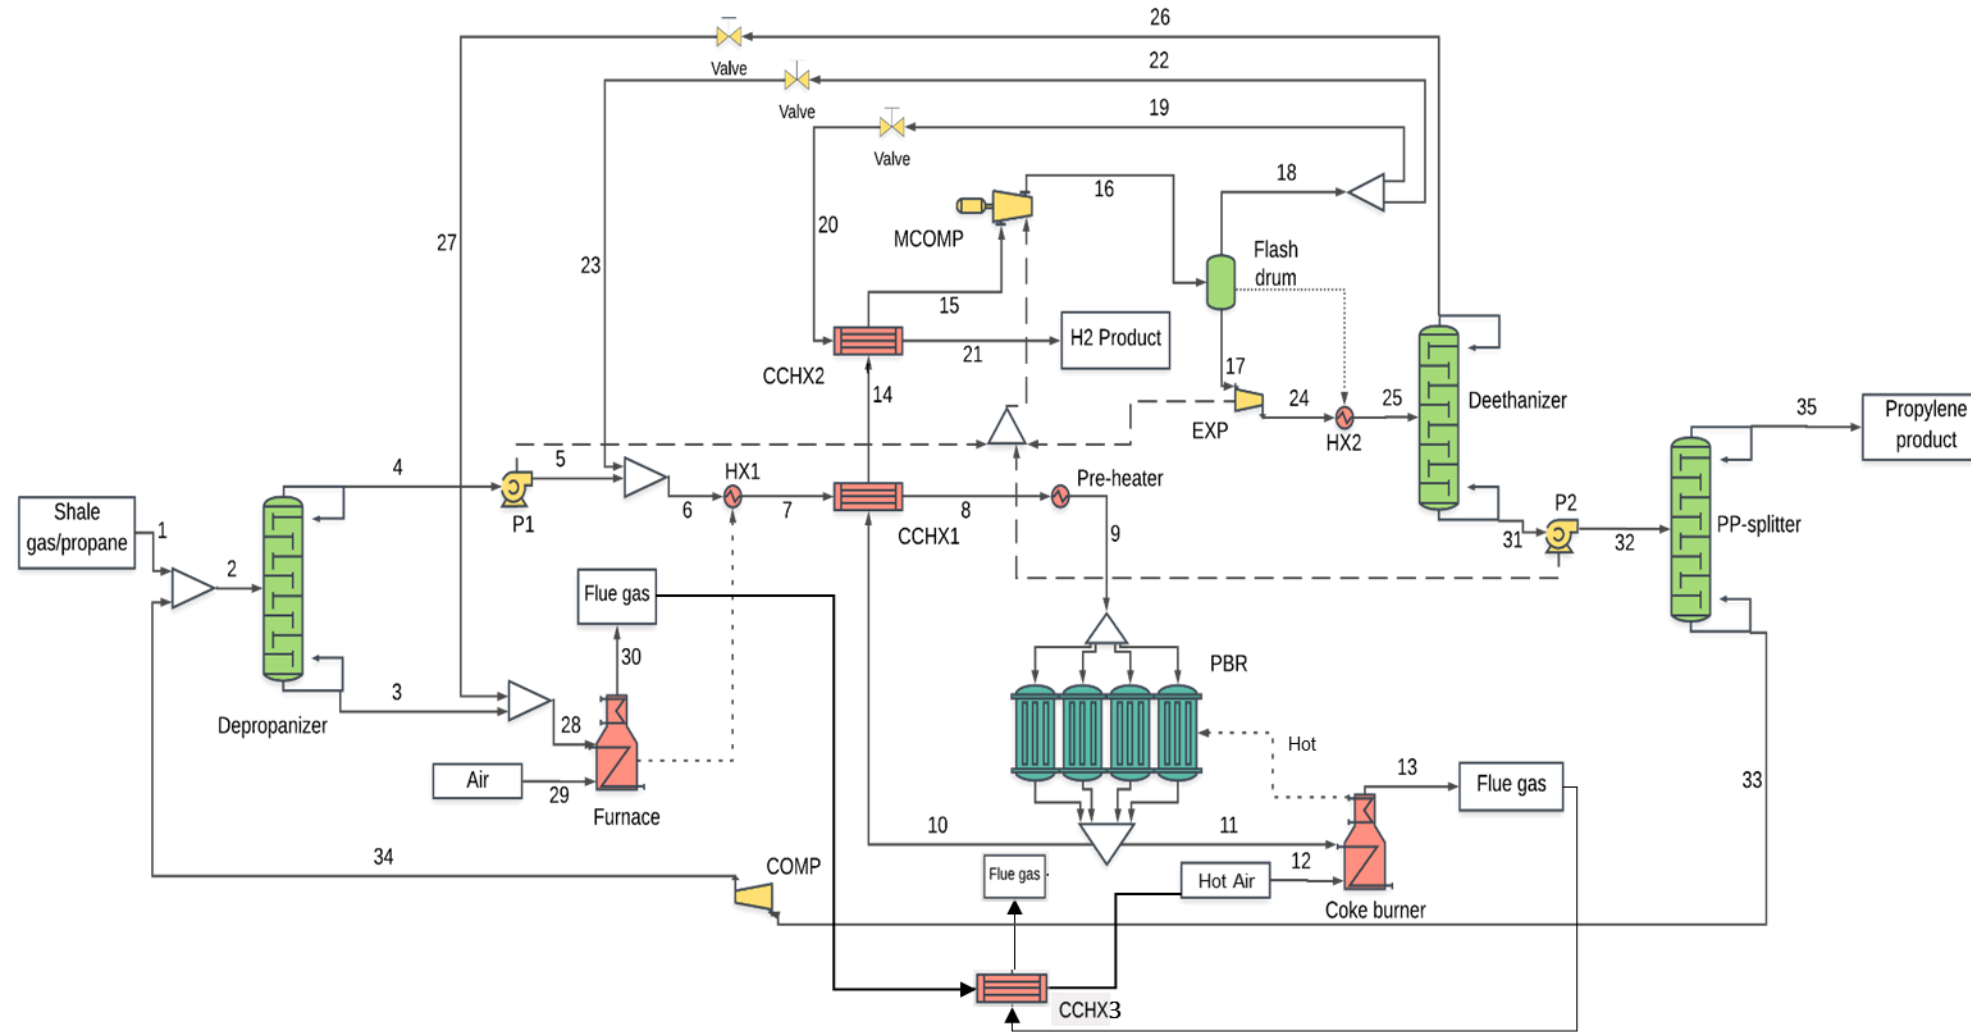 26
Valve
22
Valve
19
Valve
18
16
MCOMP
20
27
23
15
Flash
drum
H2 Product
21
CCHX2
14
17
24
25
EXP
HX2
Deethanizer
35
Propylene
product
4
5
HX1
Pre-heater
6
7
8
P1
CCHX1
9
P2
31
32
PP-splitter
Shale
gas/propane
1
2
Flue gas
30
3
Depropanizer
28
Air
29
Furnace
PBR
Hot
13
Flue gas
33
10
11
12
Hot Air
Coke burner
34
COMP
Flue gas
CCHX3